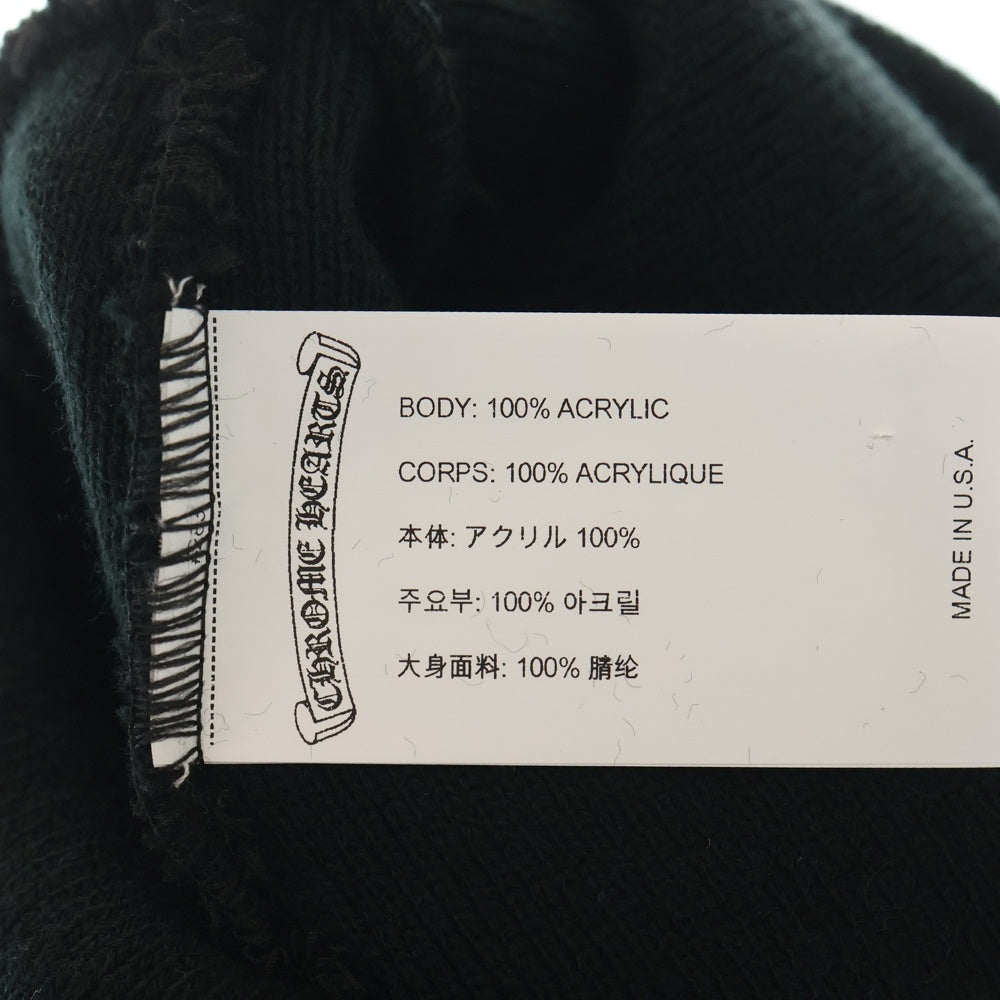 CHROME HEARTS
BODY: 100% ACRYLIC
CORPS: 100% ACRYLIQUE
本体: アクリル 100%
주요부: 100% 아크릴
大身面料: 100% 腈纶
MADE IN U.S.A.